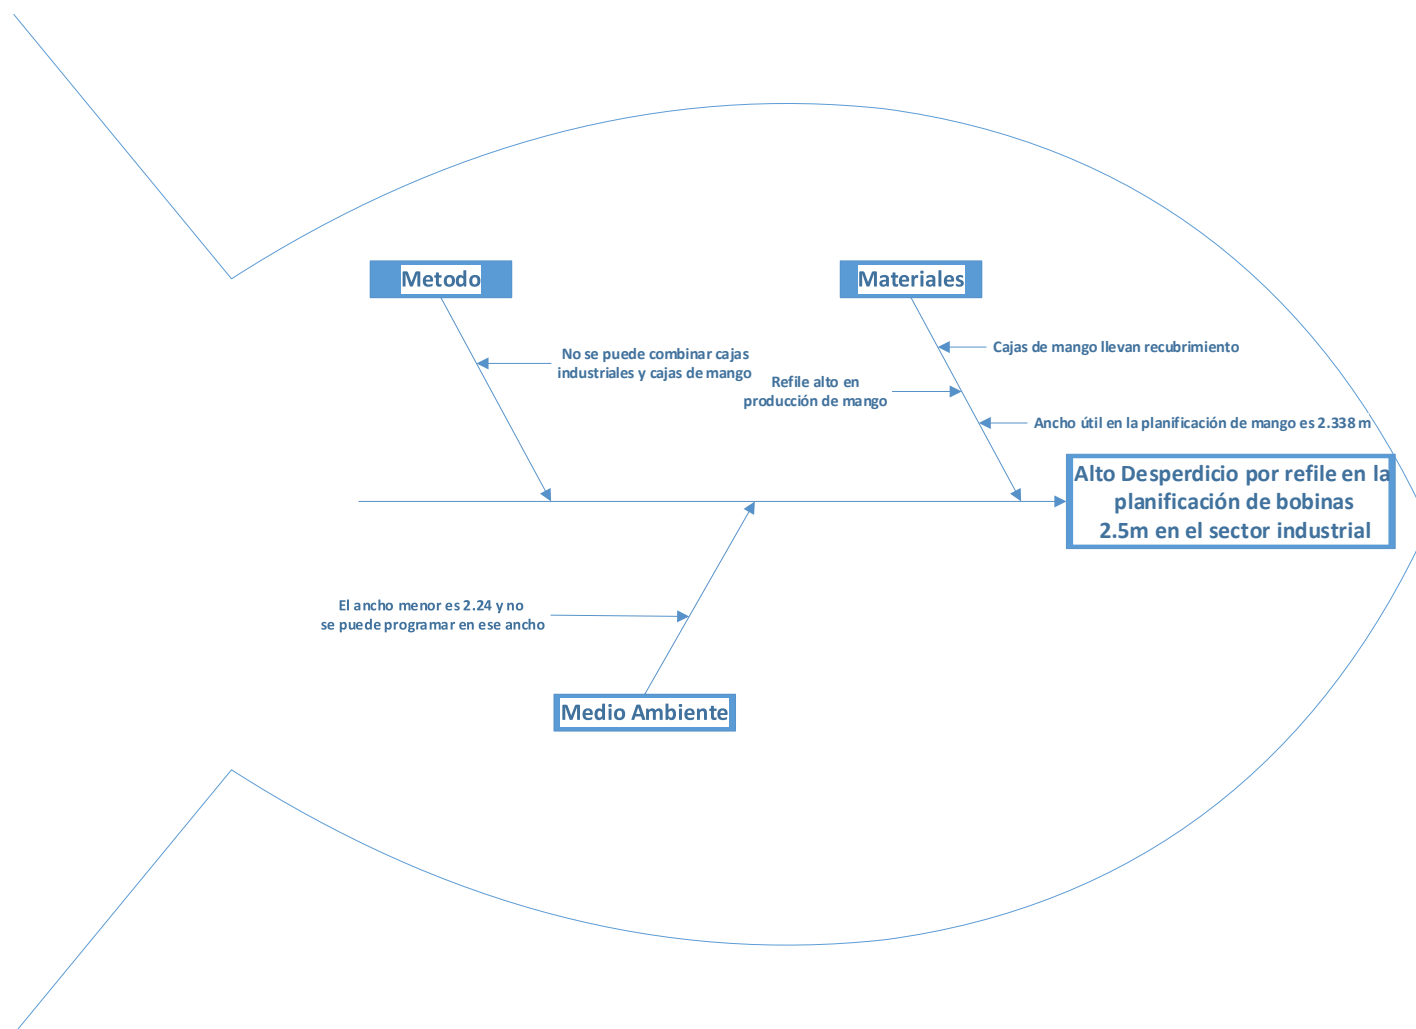 Metodo
Materiales
No se puede combinar cajas
industriales y cajas de mango
Cajas de mango llevan recubrimiento
Refile alto en
producción de mango
Ancho útil en la planificación de mango es 2.338 m
Alto Desperdicio por refile en la
planificación de bobinas
2.5m en el sector industrial
El ancho menor es 2.24 y no
se puede programar en ese ancho
Medio Ambiente